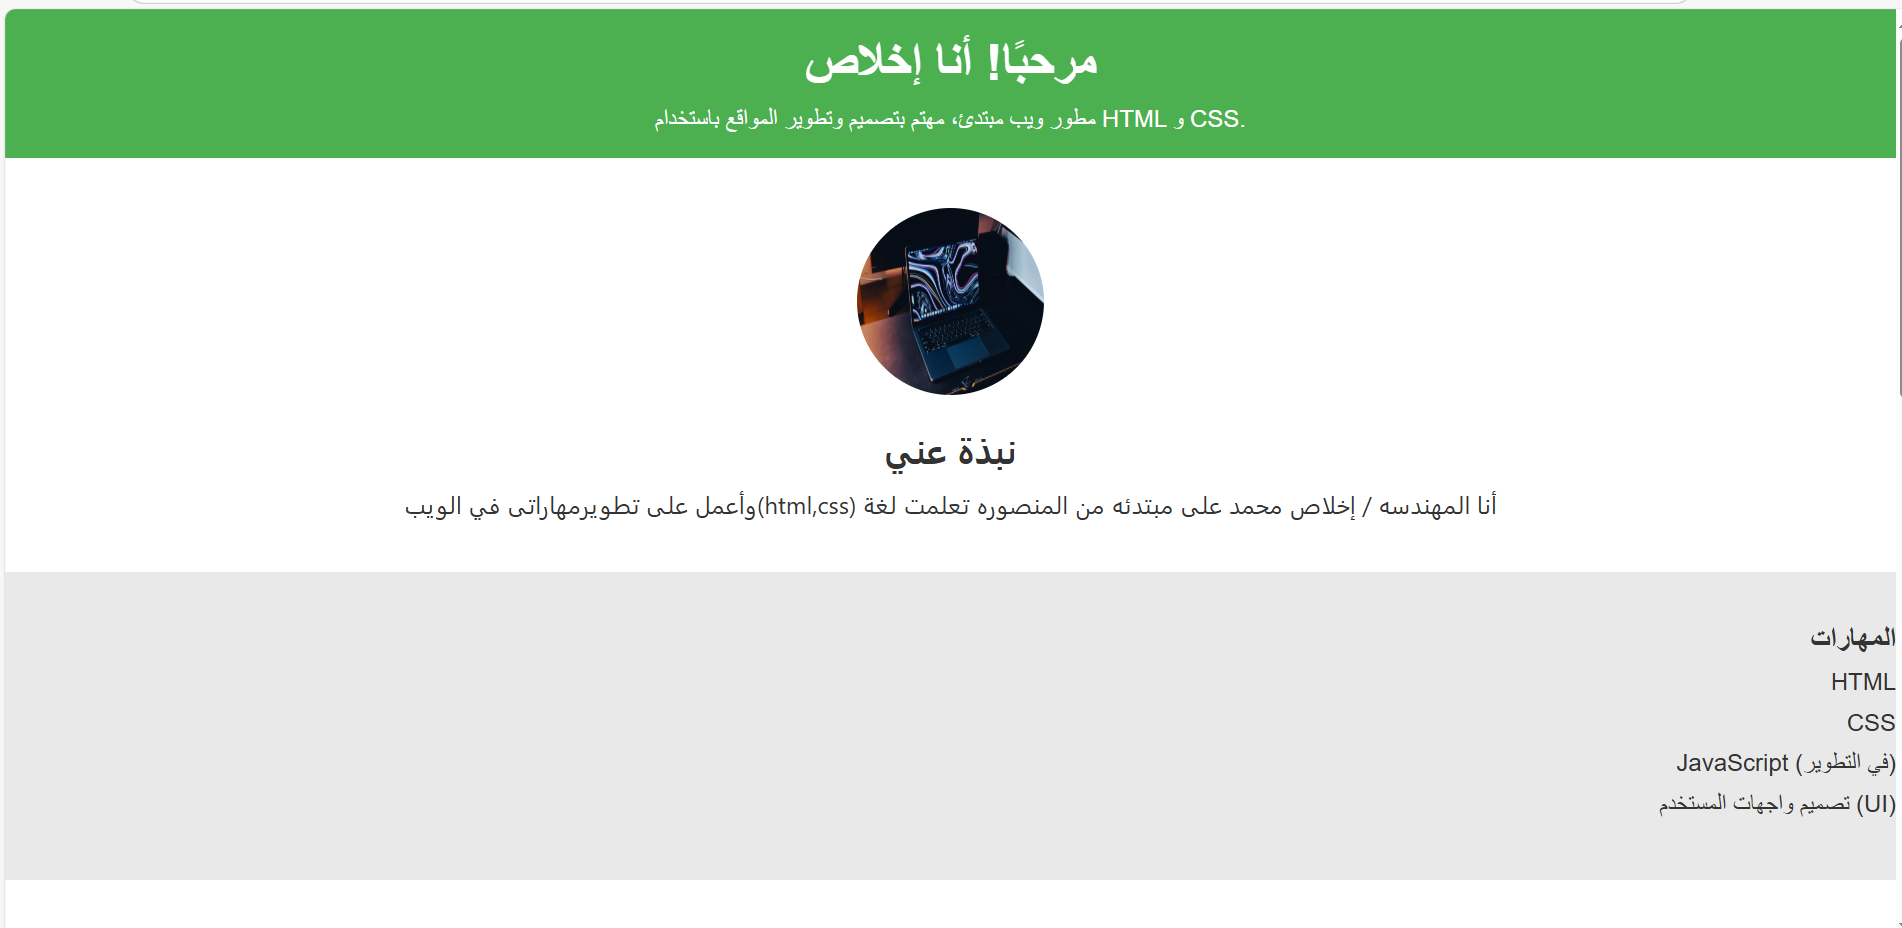 مرحبًا! أنا إخلاص
مطور ويب مبتدئ، مهتم بتصميم وتطوير المواقع باستخدام HTML و CSS.
نبذة عني
أنا المهندسه / إخلاص محمد على مبتدئه من المنصوره تعلمت لغة (html,css)وأعمل على تطويرمهاراتى في الويب
المهارات
HTML
CSS
JavaScript (في التطوير)
تصميم واجهات المستخدم (UI)